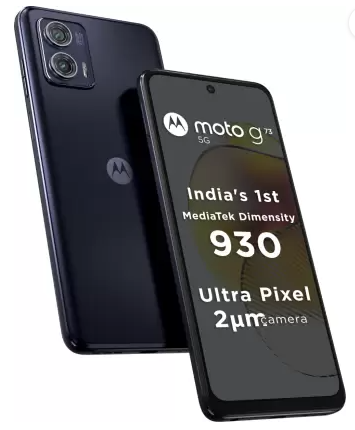 moto g73
5G
India's 1st
MediaTek Dimensity
930
Ultra Pixel
2µm camera